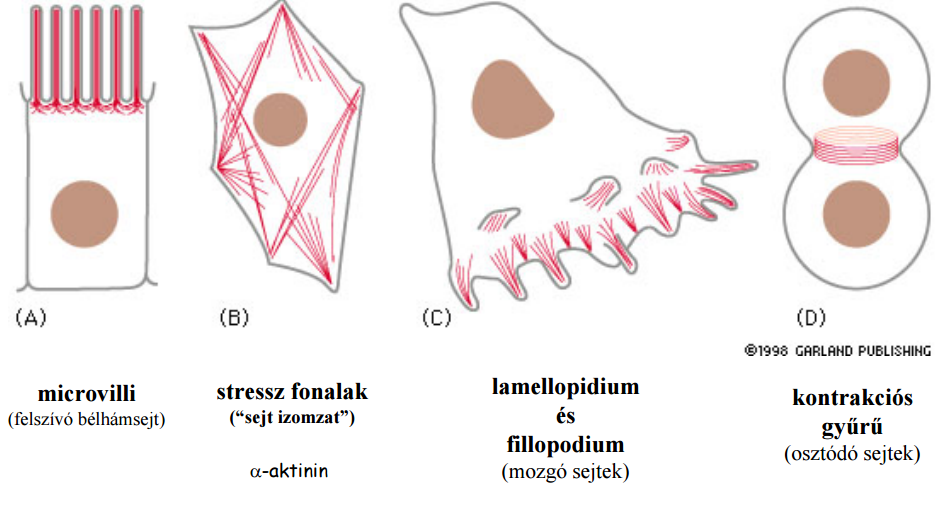 (A)
(B)
(C)
(D)
©1998 GARLAND PUBLISHING
microvilli
(felszívó bélhámsejt)
stressz fonalak
(“sejt izomzat”)
α-aktinin
lamellopidium
és
fillopodium
(mozgó sejtek)
kontrakciós
gyűrű
(osztódó sejtek)